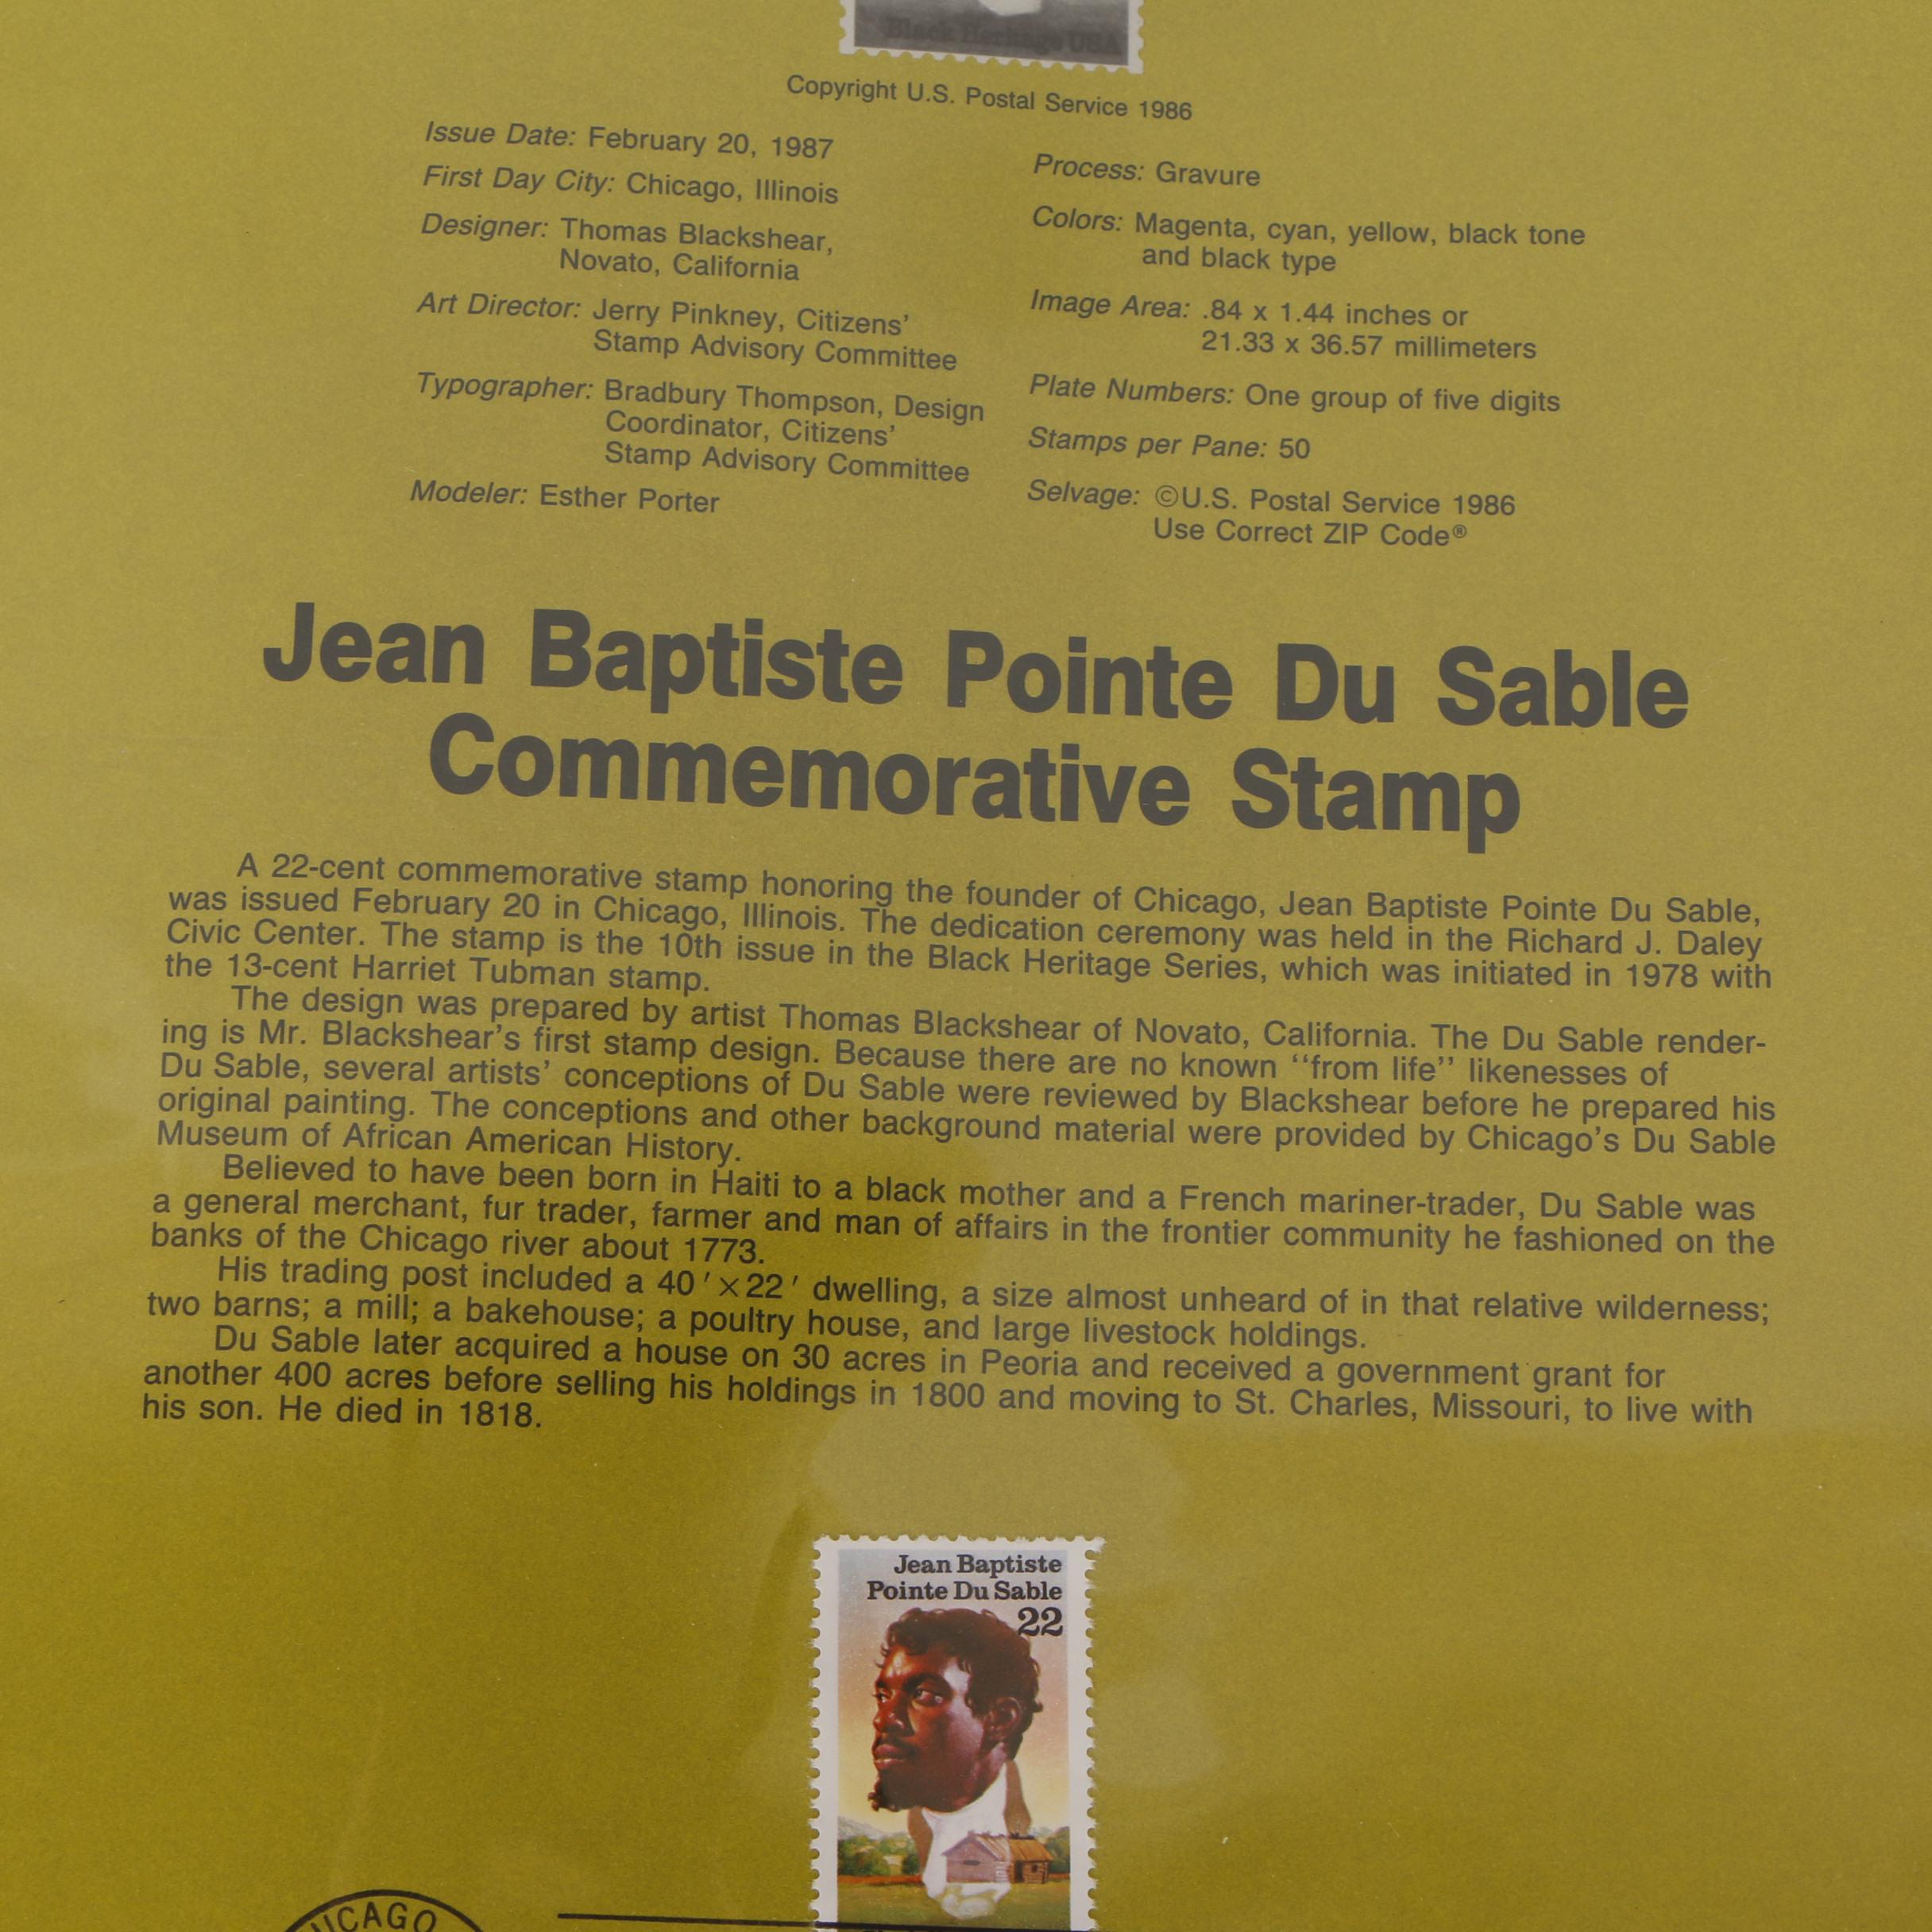 Black Heritage USA
Copyright U.S. Postal Service 1986
Issue Date: February 20, 1987
First Day City: Chicago, Illinois
Designer: Thomas Blackshear,
Novato, California
Art Director: Jerry Pinkney, Citizens'
Stamp Advisory Committee
Typographer: Bradbury Thompson, Design
Coordinator, Citizens'
Stamp Advisory Committee
Modeler: Esther Porter
Process: Gravure
Colors: Magenta, cyan, yellow, black tone
and black type
Image Area: .84 x 1.44 inches or
21.33 x 36.57 millimeters
Plate Numbers: One group of five digits
Stamps per Pane: 50
Selvage: ©U.S. Postal Service 1986
Use Correct ZIP Code®
Jean Baptiste Pointe Du Sable
Commemorative Stamp
A 22-cent commemorative stamp honoring the founder of Chicago, Jean Baptiste Pointe Du Sable,
was issued February 20 in Chicago, Illinois. The dedication ceremony was held in the Richard J. Daley
Civic Center. The stamp is the 10th issue in the Black Heritage Series, which was initiated in 1978 with
the 13-cent Harriet Tubman stamp.
The design was prepared by artist Thomas Blackshear of Novato, California. The Du Sable render-
ing is Mr. Blackshear's first stamp design. Because there are no known ''from life'' likenesses of
Du Sable, several artists' conceptions of Du Sable were reviewed by Blackshear before he prepared his
original painting. The conceptions and other background material were provided by Chicago's Du Sable
Museum of African American History.
Believed to have been born in Haiti to a black mother and a French mariner-trader, Du Sable was
a general merchant, fur trader, farmer and man of affairs in the frontier community he fashioned on the
banks of the Chicago river about 1773.
His trading post included a 40'×22' dwelling, a size almost unheard of in that relative wilderness;
two barns; a mill; a bakehouse; a poultry house, and large livestock holdings.
Du Sable later acquired a house on 30 acres in Peoria and received a government grant for
another 400 acres before selling his holdings in 1800 and moving to St. Charles, Missouri, to live with
his son. He died in 1818.
Jean Baptiste
Pointe Du Sable
22
ICAGO